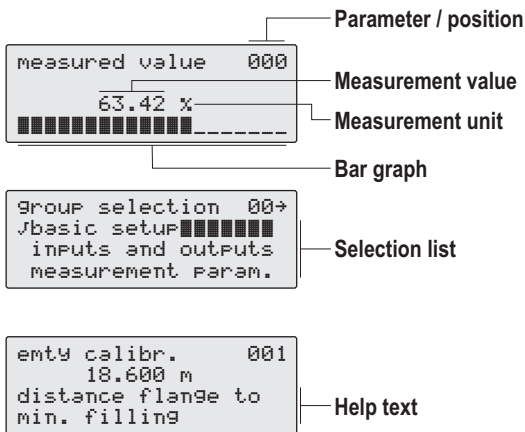 Parameter / position
measured value 000
Measurement value
63.42 %
Measurement unit
Bar graph
group selection 00→
√basic setup
inputs and outputs
measurement param.
Selection list
emty calibr. 001
18.600 m
distance flange to
min. filling
Help text